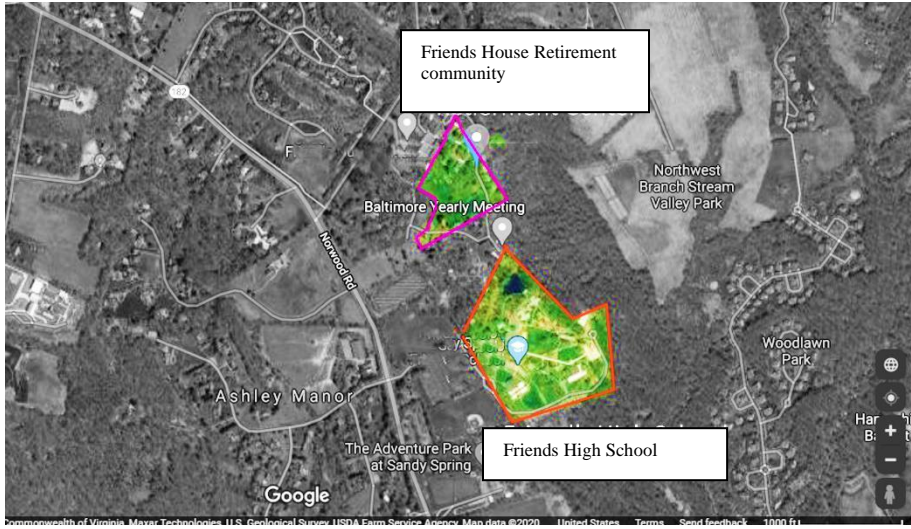 Friends House Retirement
community
182
Baltimore Yearly Meeting
Northwest
Branch Stream
Valley Park
Norwood Rd
Woodlawn
Park
Ashley Manor
The Adventure Park
at Sandy Spring
Friends High School
Google
Commonwealth of Virginia, Maxar Technologies, U.S. Geological Survey, USDA Farm Service Agency, Map data ©2020 United States Terms Send feedback 1000 ft